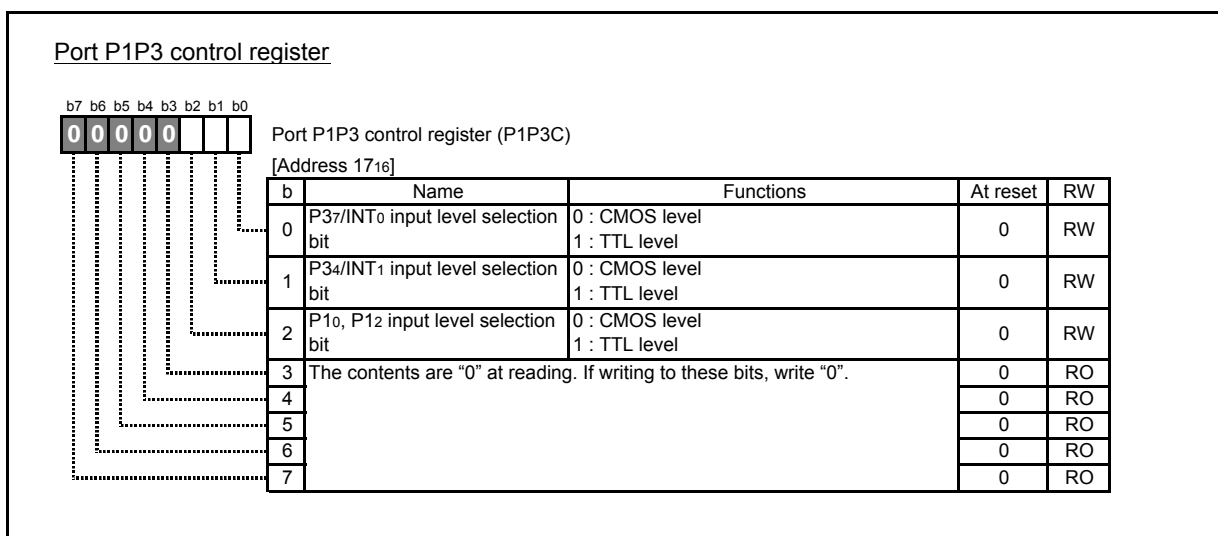 Port P1P3 control register
b7 b6 b5 b4 b3 b2 b1 b0
0 0 0 0 0
Port P1P3 control register (P1P3C)
[Address 1716]
b Name Functions At reset RW
0 P37/INT0 input level selection bit 0 : CMOS level 1 : TTL level 0 RW
1 P34/INT1 input level selection bit 0 : CMOS level 1 : TTL level 0 RW
2 P10, P12 input level selection bit 0 : CMOS level 1 : TTL level 0 RW
3 The contents are “0” at reading. If writing to these bits, write “0”. 0 RO
4 0 RO
5 0 RO
6 0 RO
7 0 RO